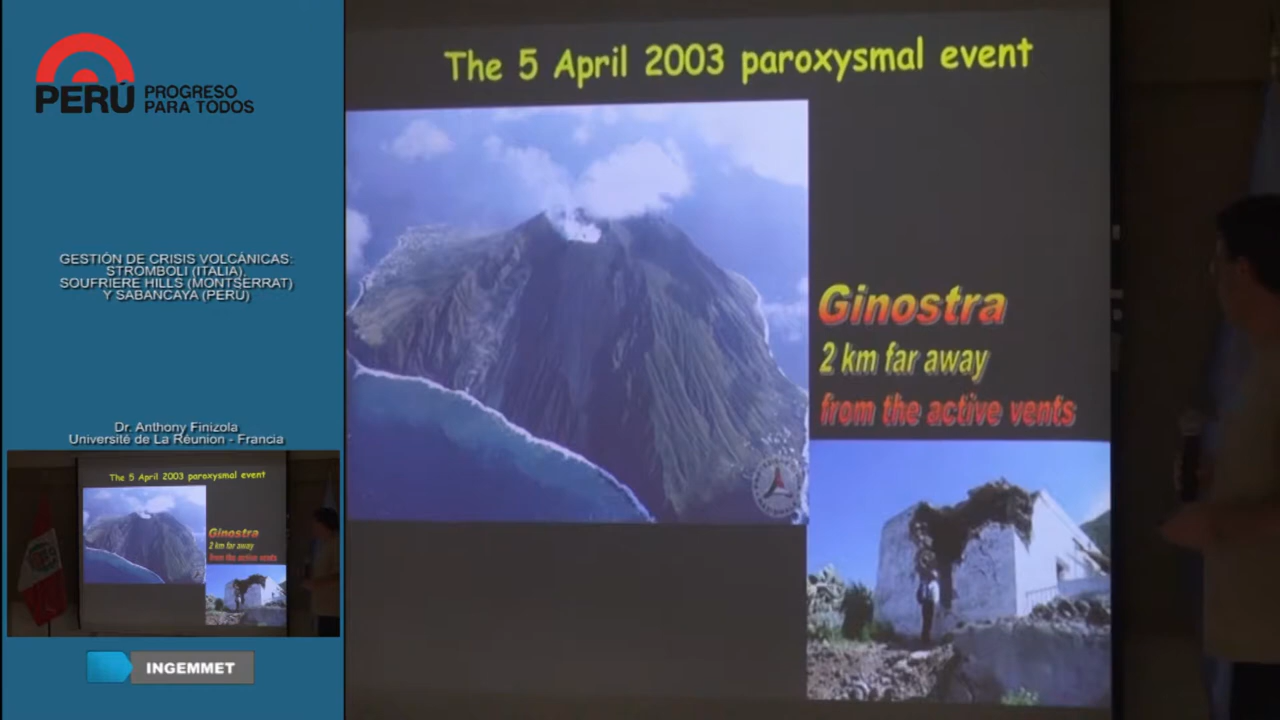 PERÚ
PROGRESO
PARA TODOS
GESTIÓN DE CRISIS VOLCÁNICAS:
STROMBOLI (ITALIA),
SOUFRIERE HILLS (MONTSERRAT)
Y SABANCAYA (PERÚ)
Dr. Anthony Finizola
Université de La Réunion - Francia
The 5 April 2003 paroxysmal event
Ginostra
2 km far away
from the active vents
INGEMMET
The 5 April 2003 paroxysmal event
Ginostra
2 km far away
from the active vents